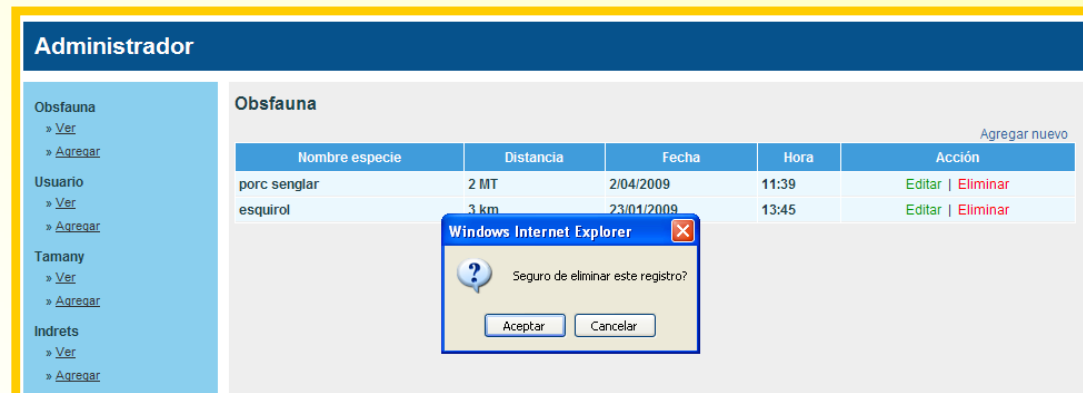 Administrador
Obsfauna
» Ver
» Agregar
Usuario
» Ver
» Agregar
Tamany
» Ver
» Agregar
Indrets
» Ver
» Agregar
Obsfauna
Agregar nuevo
Nombre especie Distancia Fecha Hora Acción
porc senglar 2 MT 2/04/2009 11:39 Editar | Eliminar
esquirol 3 km 23/01/2009 13:45 Editar | Eliminar
Windows Internet Explorer
Seguro de eliminar este registro?
Aceptar Cancelar